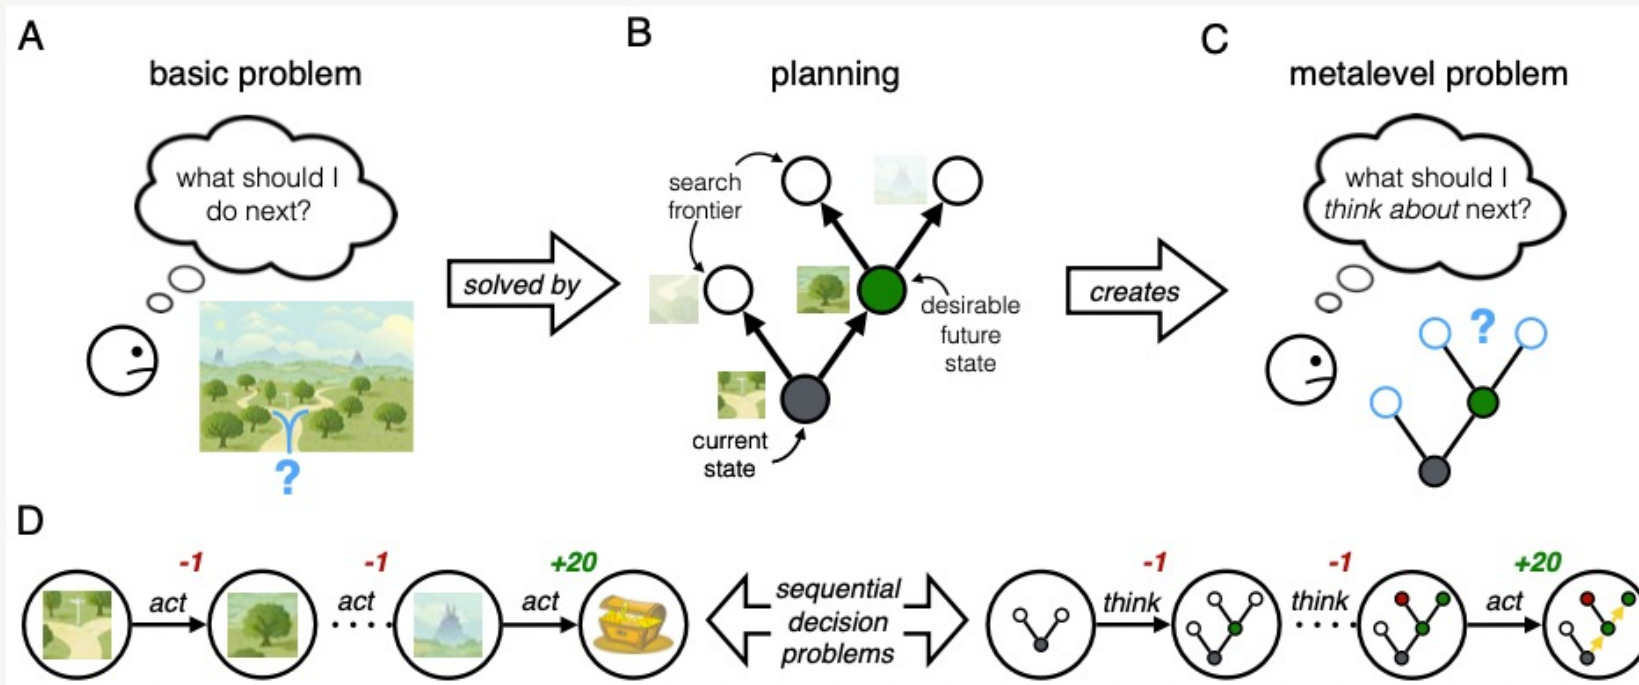 A
basic problem
what should I
do next?
?
solved by
B
planning
search
frontier
desirable
future
state
current
state
creates
C
metalevel problem
what should I
think about next?
?
D
-1
act
-1
act
+20
act
sequential
decision
problems
-1
think
-1
think
+20
act